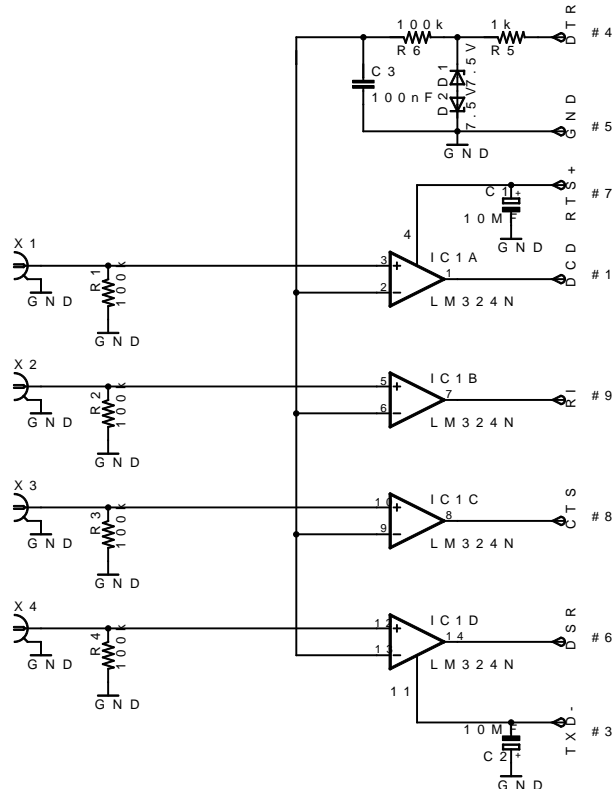 100k
R6
1k
R5
DTR
#4
C3
100nF
D1
7.5V
D2
7.5V
GND
GND
#5
C1
+
10MF
GND
RTS+
#7
4
X1
GND
R1
100k
GND
3
+
2
-
IC1A
1
LM324N
DCD
#1
X2
GND
R2
100k
GND
5
+
6
-
IC1B
7
LM324N
RI
#9
X3
GND
R3
100k
GND
10
+
9
-
IC1C
8
LM324N
CTS
#8
X4
GND
R4
100k
GND
12
+
13
-
IC1D
14
LM324N
DSR
#6
11
10MF
C2
+
GND
TXD-
#3